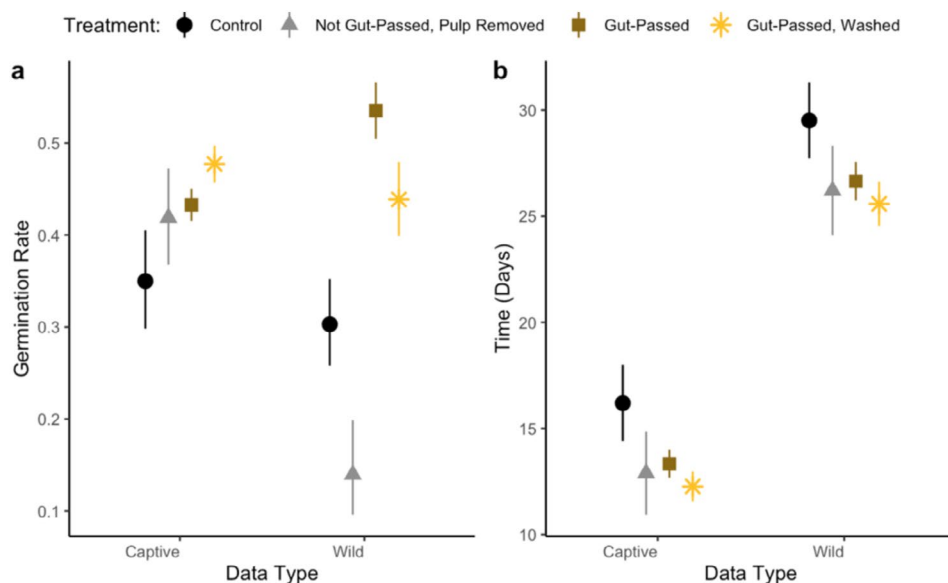 Treatment: Control Not Gut-Passed, Pulp Removed Gut-Passed Gut-Passed, Washed
a
Germination Rate
0.5
0.4
0.3
0.2
0.1
Captive Wild
Data Type
b
Time (Days)
30
25
20
15
10
Captive Wild
Data Type